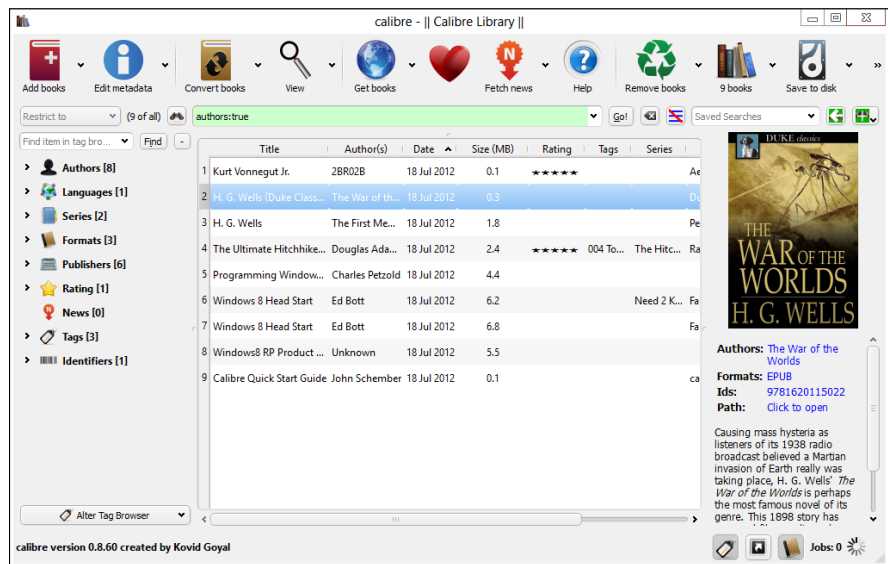 calibre - || Calibre Library ||
Add books Edit metadata Convert books View Get books Fetch news Help Remove books 9 books Save to disk »
Restrict to (9 of all) authors:true Go! Saved Searches
Find item in tag bro... Find -
Title Author(s) Date Size (MB) Rating Tags Series
Authors [8]
Languages [1]
Series [2]
Formats [3]
Publishers [6]
Rating [1]
News [0]
Tags [3]
Identifiers [1]
1 Kurt Vonnegut Jr. 2BR02B 18 Jul 2012 0.1 ★★★★★ Ae
2 H. G. Wells (Duke Class... The War of th... 18 Jul 2012 0.3 Du
3 H. G. Wells The First Me... 18 Jul 2012 1.8 Pe
4 The Ultimate Hitchhike... Douglas Ada... 18 Jul 2012 2.4 ★★★★★ 004 To... The Hitc... Ra
5 Programming Window... Charles Petzold 18 Jul 2012 4.4
6 Windows 8 Head Start Ed Bott 18 Jul 2012 6.2 Need 2 K... Fa
7 Windows 8 Head Start Ed Bott 18 Jul 2012 6.8 Fa
8 Windows8 RP Product ... Unknown 18 Jul 2012 5.5
9 Calibre Quick Start Guide John Schember 18 Jul 2012 0.1 ca
DUKE classics
THE
WAR OF THE
WORLDS
H. G. WELLS
Authors: The War of the
Worlds
Formats: EPUB
Ids: 9781620115022
Path: Click to open
Causing mass hysteria as
listeners of its 1938 radio
broadcast believed a Martian
invasion of Earth really was
taking place, H. G. Wells' The
War of the Worlds is perhaps
the most famous novel of its
genre. This 1898 story has
Alter Tag Browser
calibre version 0.8.60 created by Kovid Goyal
Jobs: 0